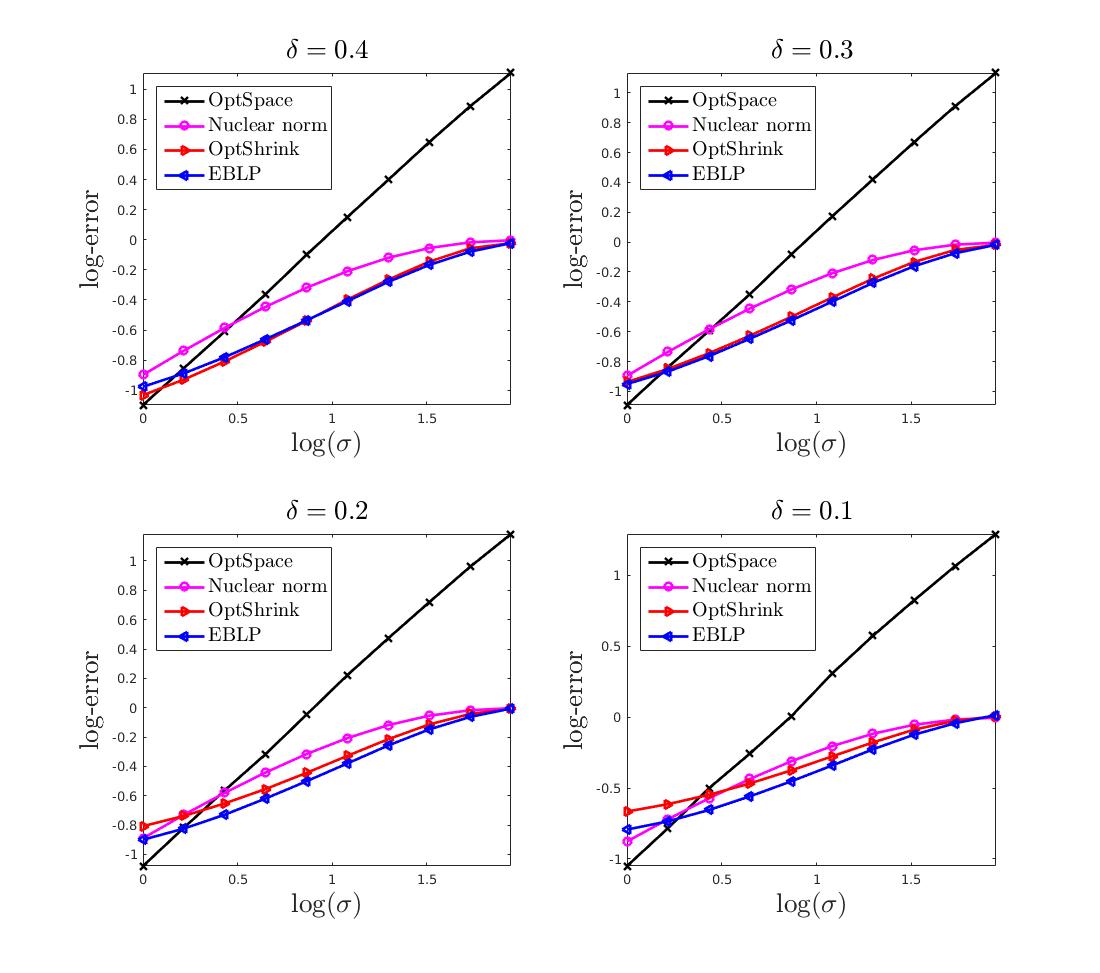 δ = 0.4
OptSpace
Nuclear norm
OptShrink
EBLP
1
0.8
0.6
0.4
0.2
0
-0.2
-0.4
-0.6
-0.8
-1
log-error
0 0.5 1 1.5
log(σ)
δ = 0.3
OptSpace
Nuclear norm
OptShrink
EBLP
1
0.8
0.6
0.4
0.2
0
-0.2
-0.4
-0.6
-0.8
-1
log-error
0 0.5 1 1.5
log(σ)
δ = 0.2
OptSpace
Nuclear norm
OptShrink
EBLP
1
0.8
0.6
0.4
0.2
0
-0.2
-0.4
-0.6
-0.8
-1
log-error
0 0.5 1 1.5
log(σ)
δ = 0.1
OptSpace
Nuclear norm
OptShrink
EBLP
1
0.5
0
-0.5
-1
log-error
0 0.5 1 1.5
log(σ)